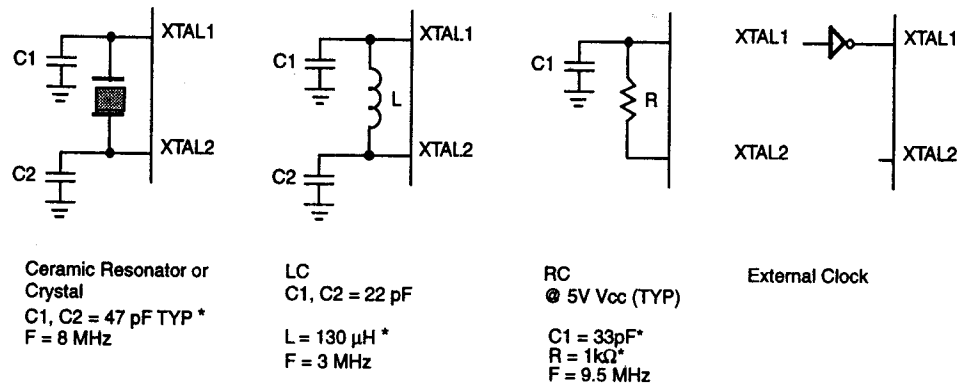 XTAL1
C1
XTAL2
C2
Ceramic Resonator or
Crystal
C1, C2 = 47 pF TYP *
F = 8 MHz
XTAL1
C1
L
XTAL2
C2
LC
C1, C2 = 22 pF
L = 130 µH *
F = 3 MHz
C1
R
RC
@ 5V Vcc (TYP)
C1 = 33pF*
R = 1kΩ*
F = 9.5 MHz
XTAL1
XTAL1
XTAL2
XTAL2
External Clock